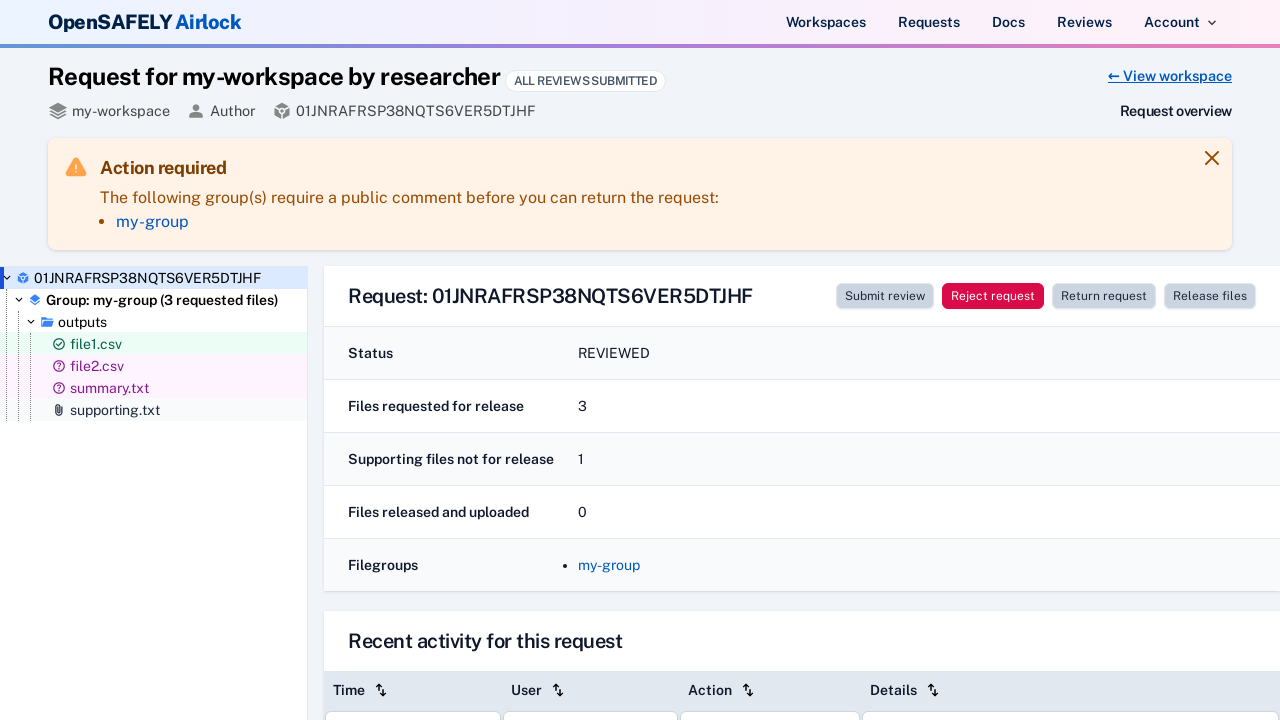 OpenSAFELY Airlock Workspaces Requests Docs Reviews Account
Request for my-workspace by researcher ALL REVIEWS SUBMITTED ← View workspace
my-workspace Author 01JNRAFRSP38NQTS6VER5DTJHF Request overview
Action required
The following group(s) require a public comment before you can return the request:
• my-group
01JNRAFRSP38NQTS6VER5DTJHF
Group: my-group (3 requested files)
outputs
file1.csv
file2.csv
summary.txt
supporting.txt
Request: 01JNRAFRSP38NQTS6VER5DTJHF Submit review Reject request Return request Release files
Status REVIEWED
Files requested for release 3
Supporting files not for release 1
Files released and uploaded 0
Filegroups • my-group
Recent activity for this request
Time User Action Details